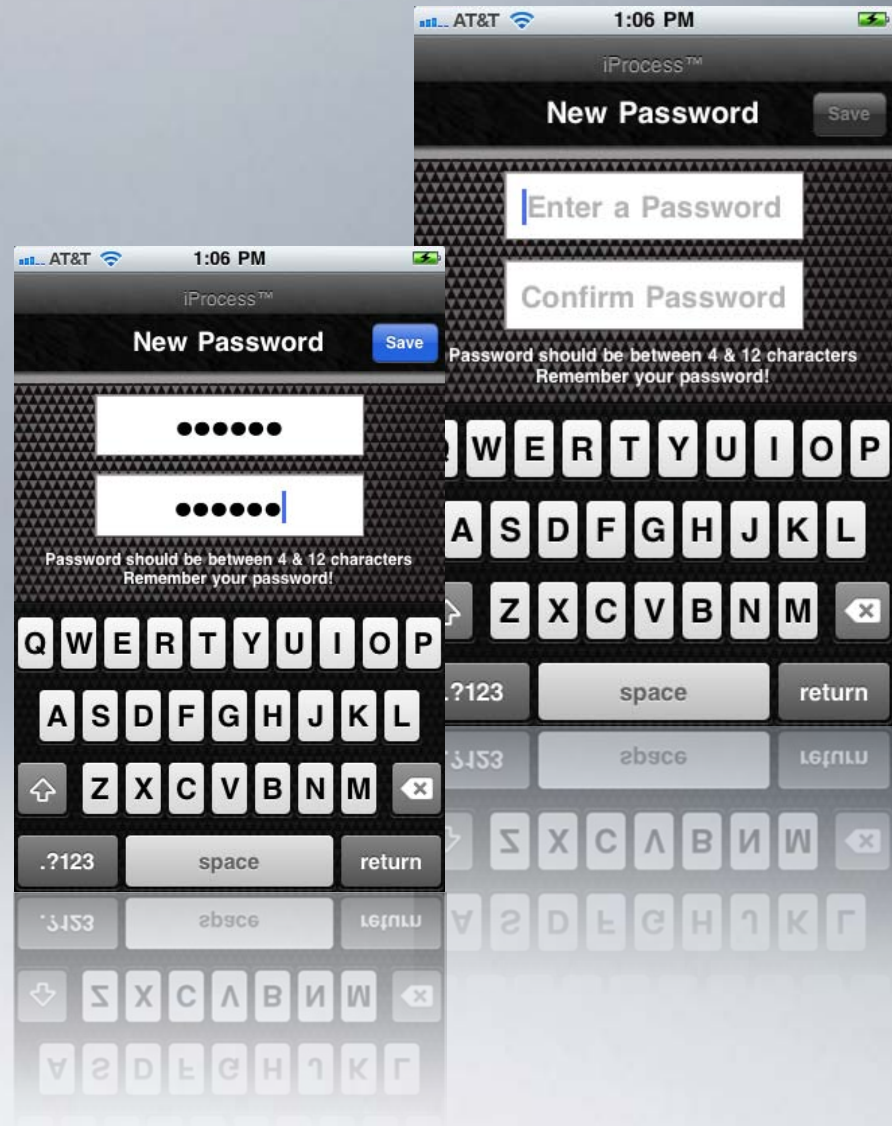 AT&T 1:06 PM
iProcess™
New Password Save
Enter a Password
Confirm Password
Password should be between 4 & 12 characters
Remember your password!
W E R T Y U I O P
A S D F G H J K L
Z X C V B N M
.?123 space return
AT&T 1:06 PM
iProcess™
New Password Save
••••••
••••••
Password should be between 4 & 12 characters
Remember your password!
Q W E R T Y U I O P
A S D F G H J K L
Z X C V B N M
.?123 space return